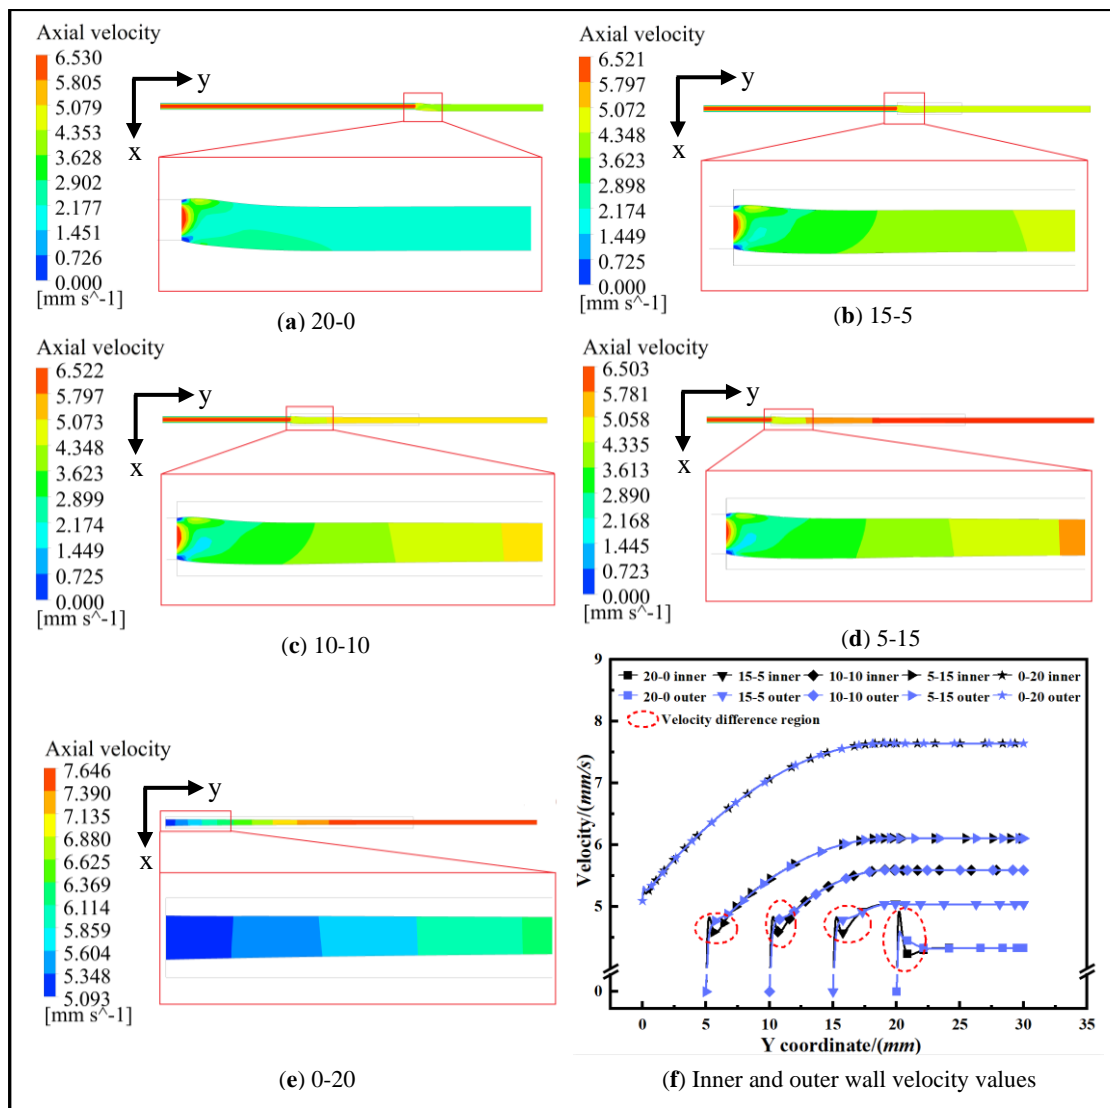 Axial velocity
6.530
5.805
5.079
4.353
3.628
2.902
2.177
1.451
0.726
0.000
[mm s^-1]
y
x
(a) 20-0
Axial velocity
6.521
5.797
5.072
4.348
3.623
2.898
2.174
1.449
0.725
0.000
[mm s^-1]
y
x
(b) 15-5
Axial velocity
6.522
5.797
5.073
4.348
3.624
2.899
2.174
1.449
0.725
0.000
[mm s^-1]
y
x
(c) 10-10
Axial velocity
6.503
5.781
5.058
4.335
3.613
2.890
2.168
1.445
0.723
0.000
[mm s^-1]
y
x
(d) 5-15
Axial velocity
7.646
7.390
7.135
6.880
6.625
6.369
6.114
5.859
5.604
5.348
5.093
[mm s^-1]
y
x
(e) 0-20
20-0 inner 15-5 inner 10-10 inner 5-15 inner 0-20 inner
20-0 outer 15-5 outer 10-10 outer 5-15 outer 0-20 outer
Velocity difference region
Velocity/(mm/s)
9
8
7
6
5
0
0 5 10 15 20 25 30 35
Y coordinate/(mm)
(f) Inner and outer wall velocity values